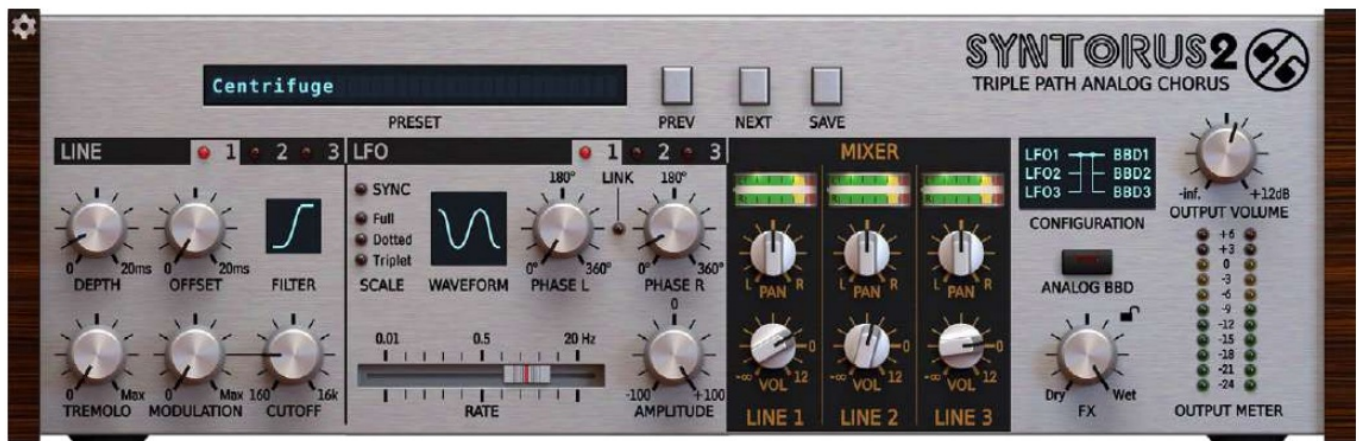 SYNTORUS2
TRIPLE PATH ANALOG CHORUS
Centrifuge
PRESET
PREV
NEXT
SAVE
LINE
1
2
3
LFO
1
2
3
SYNC
Full
Dotted
Triplet
SCALE
WAVEFORM
180°
0°
360°
PHASE L
LINK
180°
0°
360°
PHASE R
0
20ms
DEPTH
0
20ms
OFFSET
FILTER
0
Max
TREMOLO
0
Max
MODULATION
160
16k
CUTOFF
0.01
0.5
20 Hz
RATE
0
-100
+100
AMPLITUDE
MIXER
L
R
PAN
L
R
PAN
L
R
PAN
0
-∞
12
VOL
0
-∞
12
VOL
0
-∞
12
VOL
LINE 1
LINE 2
LINE 3
LFO1
BBD1
LFO2
BBD2
LFO3
BBD3
CONFIGURATION
ANALOG BBD
Dry
Wet
FX
-inf.
+12dB
OUTPUT VOLUME
+6
+3
0
-3
-6
-9
-12
-15
-18
-21
-24
OUTPUT METER